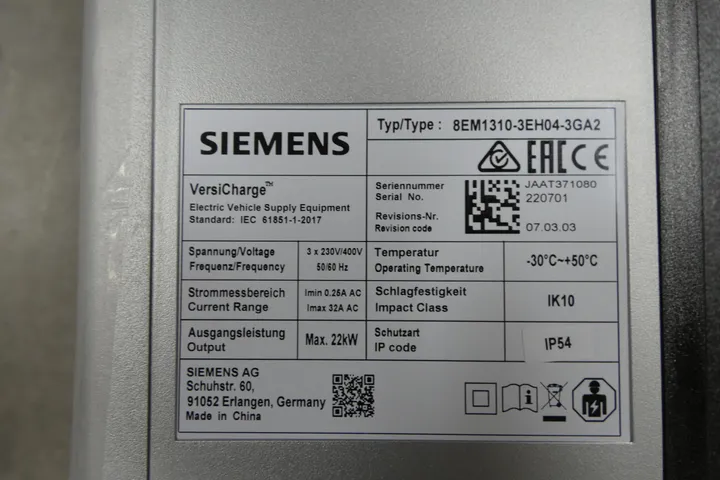 SIEMENS
Typ/Type : 8EM1310-3EH04-3GA2
EAC CE
VersiCharge™
Electric Vehicle Supply Equipment
Standard: IEC 61851-1-2017
Seriennummer
Serial No.
JAAT371080
220701
Revisions-Nr.
Revision code
07.03.03
Spannung/Voltage
Frequenz/Frequency
3 x 230V/400V
50/60 Hz
Temperatur
Operating Temperature
-30°C~+50°C
Strommessbereich
Current Range
Imin 0.25A AC
Imax 32A AC
Schlagfestigkeit
Impact Class
IK10
Ausgangsleistung
Output
Max. 22kW
Schutzart
IP code
IP54
SIEMENS AG
Schuhstr. 60,
91052 Erlangen, Germany
Made in China